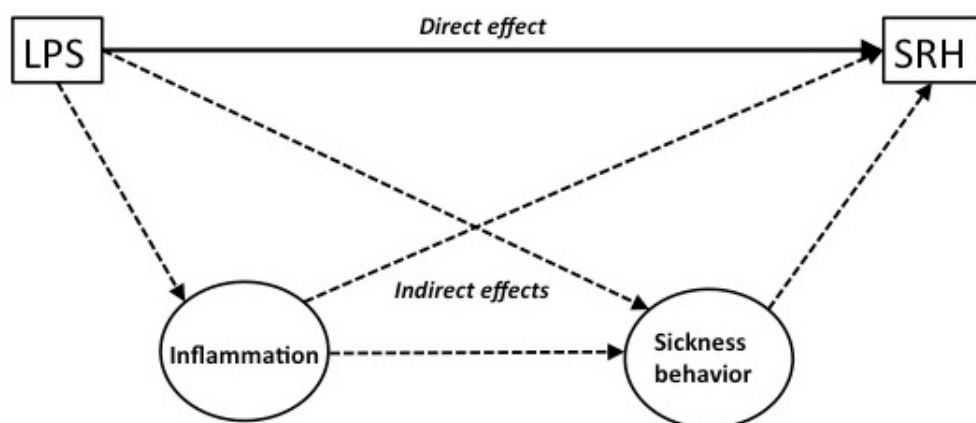 Direct effect
LPS
SRH
Indirect effects
Inflammation
Sickness
behavior